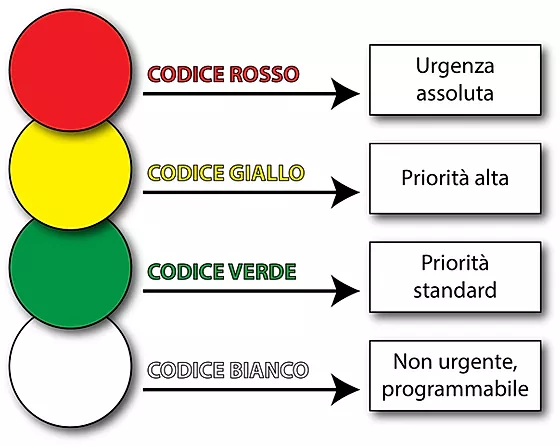 CODICE ROSSO
Urgenza
assoluta
CODICE GIALLO
Priorità alta
CODICE VERDE
Priorità
standard
CODICE BIANCO
Non urgente,
programmabile